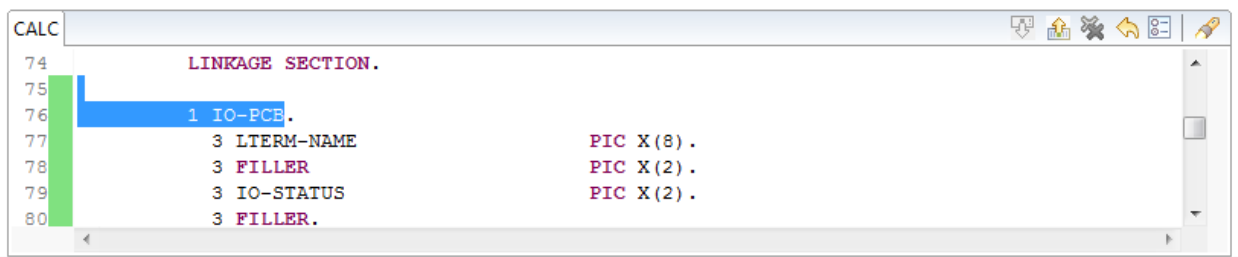 CALC
74 LINKAGE SECTION.
75
76 1 IO-PCB.
77 3 LTERM-NAME PIC X(8).
78 3 FILLER PIC X(2).
79 3 IO-STATUS PIC X(2).
80 3 FILLER.